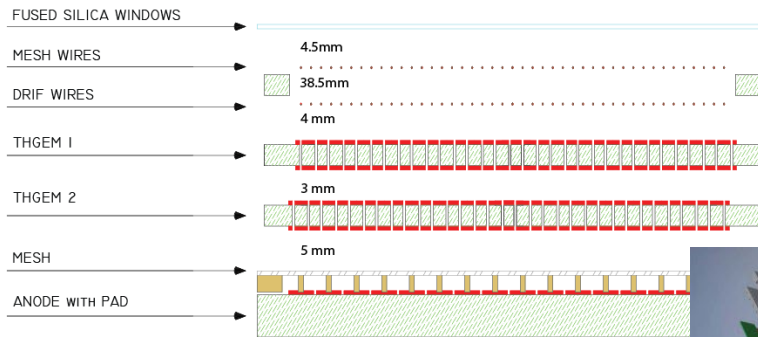 FUSED SILICA WINDOWS
4.5mm
MESH WIRES
38.5mm
DRIF WIRES
4 mm
THGEM 1
3 mm
THGEM 2
5 mm
MESH
ANODE WITH PAD